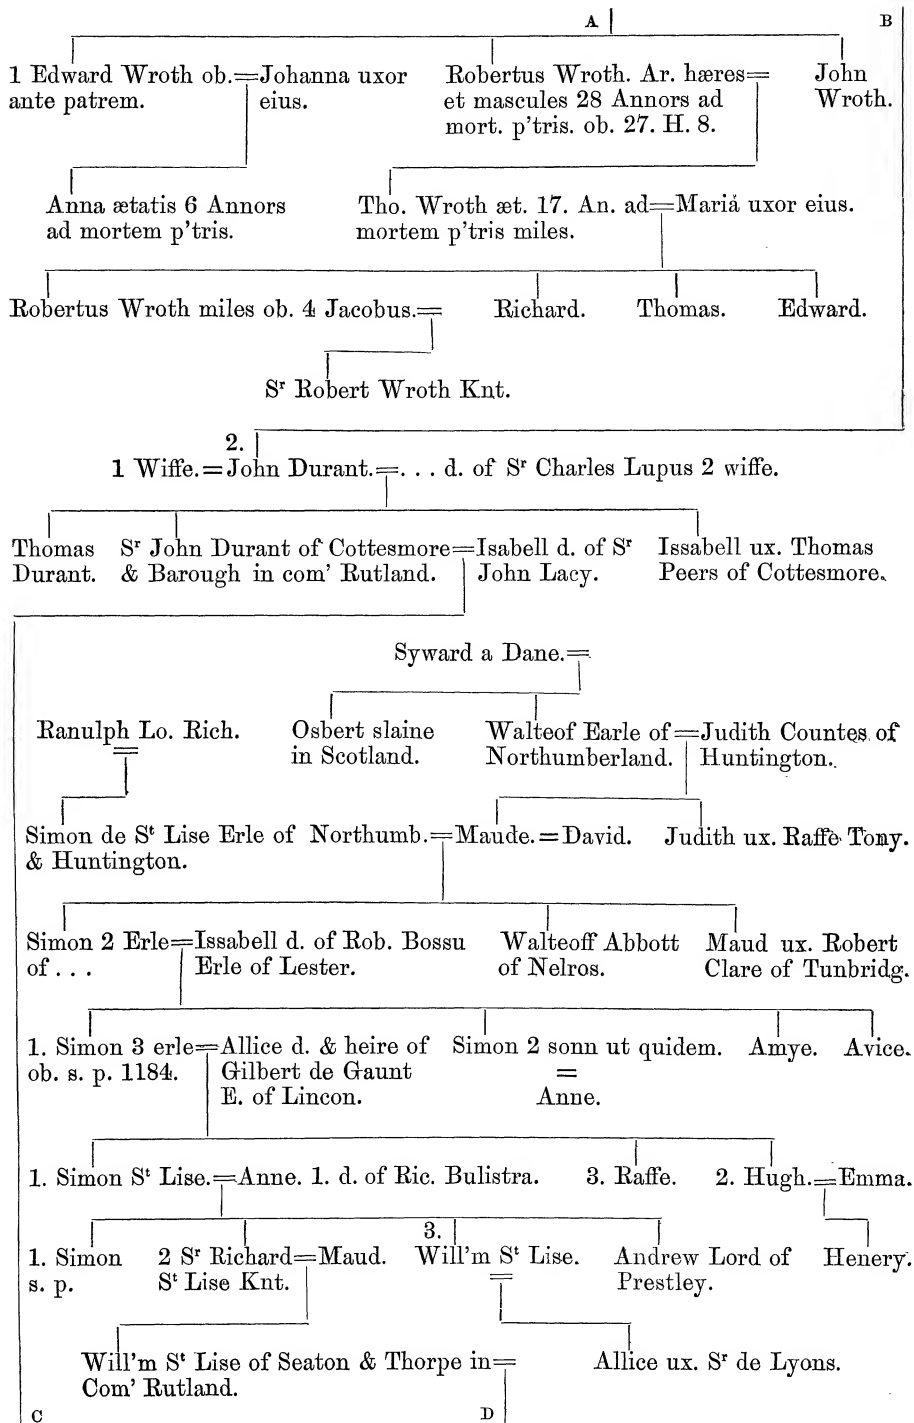 A B
1 Edward Wroth ob.=Johanna uxor
ante patrem. eius.
Robertus Wroth. Ar. hæres=
et mascules 28 Annors ad
mort. p'tris. ob. 27. H. 8.
John
Wroth.
Anna ætatis 6 Annors
ad mortem p'tris.
Tho. Wroth æt. 17. An. ad=Mariȧ uxor eius.
mortem p'tris miles.
Robertus Wroth miles ob. 4 Jacobus.= Richard. Thomas. Edward.
Sʳ Robert Wroth Knt.
2.
1 Wiffe.=John Durant.=. . . d. of Sʳ Charles Lupus 2 wiffe.
Thomas
Durant.
Sʳ John Durant of Cottesmore=Isabell d. of Sʳ
& Barough in com' Rutland. John Lacy.
Issabell ux. Thomas
Peers of Cottesmore.
Syward a Dane.=
Ranulph Lo. Rich.
=
Osbert slaine
in Scotland.
Walteof Earle of=Judith Countes of
Northumberland. Huntington.
Simon de Sᵗ Lise Erle of Northumb.=Maude.=David. Judith ux. Raffe Tony.
& Huntington.
Simon 2 Erle=Issabell d. of Rob. Bossu
of . . . Erle of Lester.
Walteoff Abbott
of Nelros.
Maud ux. Robert
Clare of Tunbridg.
1. Simon 3 erle=Allice d. & heire of
ob. s. p. 1184. Gilbert de Gaunt
E. of Lincon.
Simon 2 sonn ut quidem.
=
Anne.
Amye. Avice.
1. Simon Sᵗ Lise.=Anne. 1. d. of Ric. Bulistra. 3. Raffe. 2. Hugh.=Emma.
1. Simon
s. p.
2 Sʳ Richard=Maud.
Sᵗ Lise Knt.
3.
Will'm Sᵗ Lise.
=
Andrew Lord of
Prestley.
Henery.
Will'm Sᵗ Lise of Seaton & Thorpe in=
Com' Rutland.
Allice ux. Sʳ de Lyons.
C D